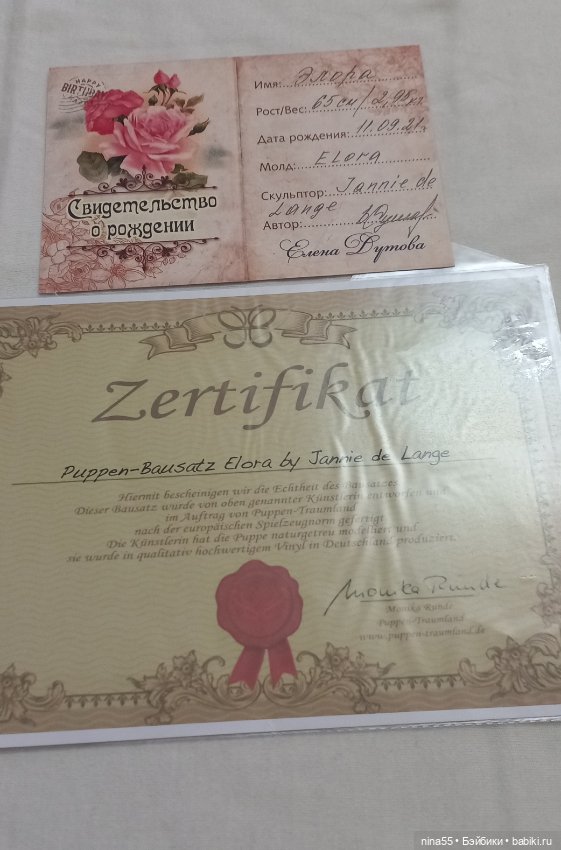 HAPPY
BIRTHDAY
Свидетельство
о рождении
Имя: Элора
Рост/Вес: 65см/2,98кг
Дата рождения: 11.09.21г
Молд: ELora
Скульптор: Jannie de
Lange
Автор:
Елена Дутова
Zertifikat
Puppen-Bausatz Elora by Jannie de Lange
Hiermit bescheinigen wir die Echtheit des Bausatzes
Dieser Bausatz wurde von oben genannter Künstlerin entworfen und
im Auftrag von Puppen-Traumland
nach der europäischen Spielzeugnorm gefertigt.
Die Künstlerin hat die Puppe naturgetreu modelliert und
sie wurde in qualitativ hochwertigem Vinyl in Deutschland produziert.
Monika Runde
Monika Runde
Puppen-Traumland
www.puppen-traumland.de
nina55 • Бэйбики • babiki.ru